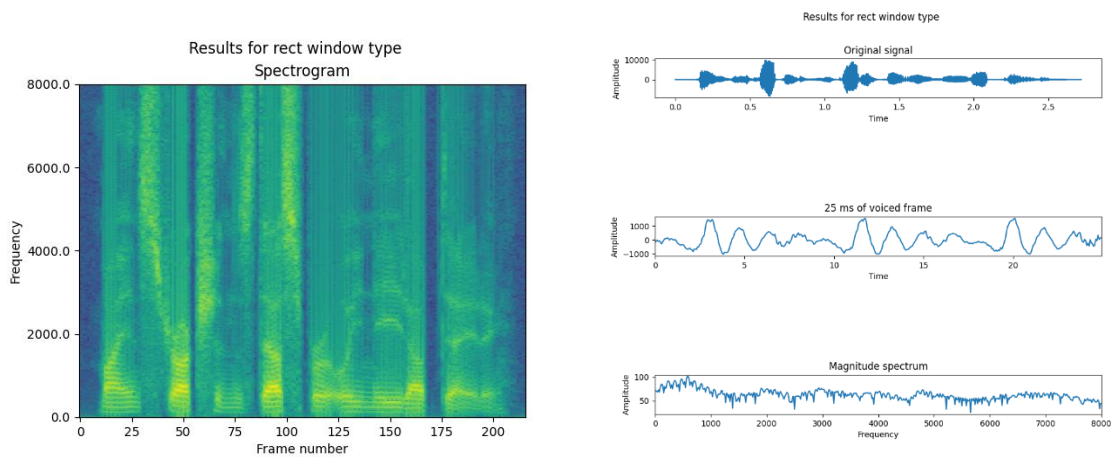 Results for rect window type
Spectrogram
8000.0
6000.0
4000.0
2000.0
0.0
Frequency
0 25 50 75 100 125 150 175 200
Frame number
Results for rect window type
Original signal
10000
0
Amplitude
0.0 0.5 1.0 1.5 2.0 2.5
Time
25 ms of voiced frame
1000
0
−1000
Amplitude
0 5 10 15 20
Time
Magnitude spectrum
100
50
Amplitude
0 1000 2000 3000 4000 5000 6000 7000 8000
Frequency